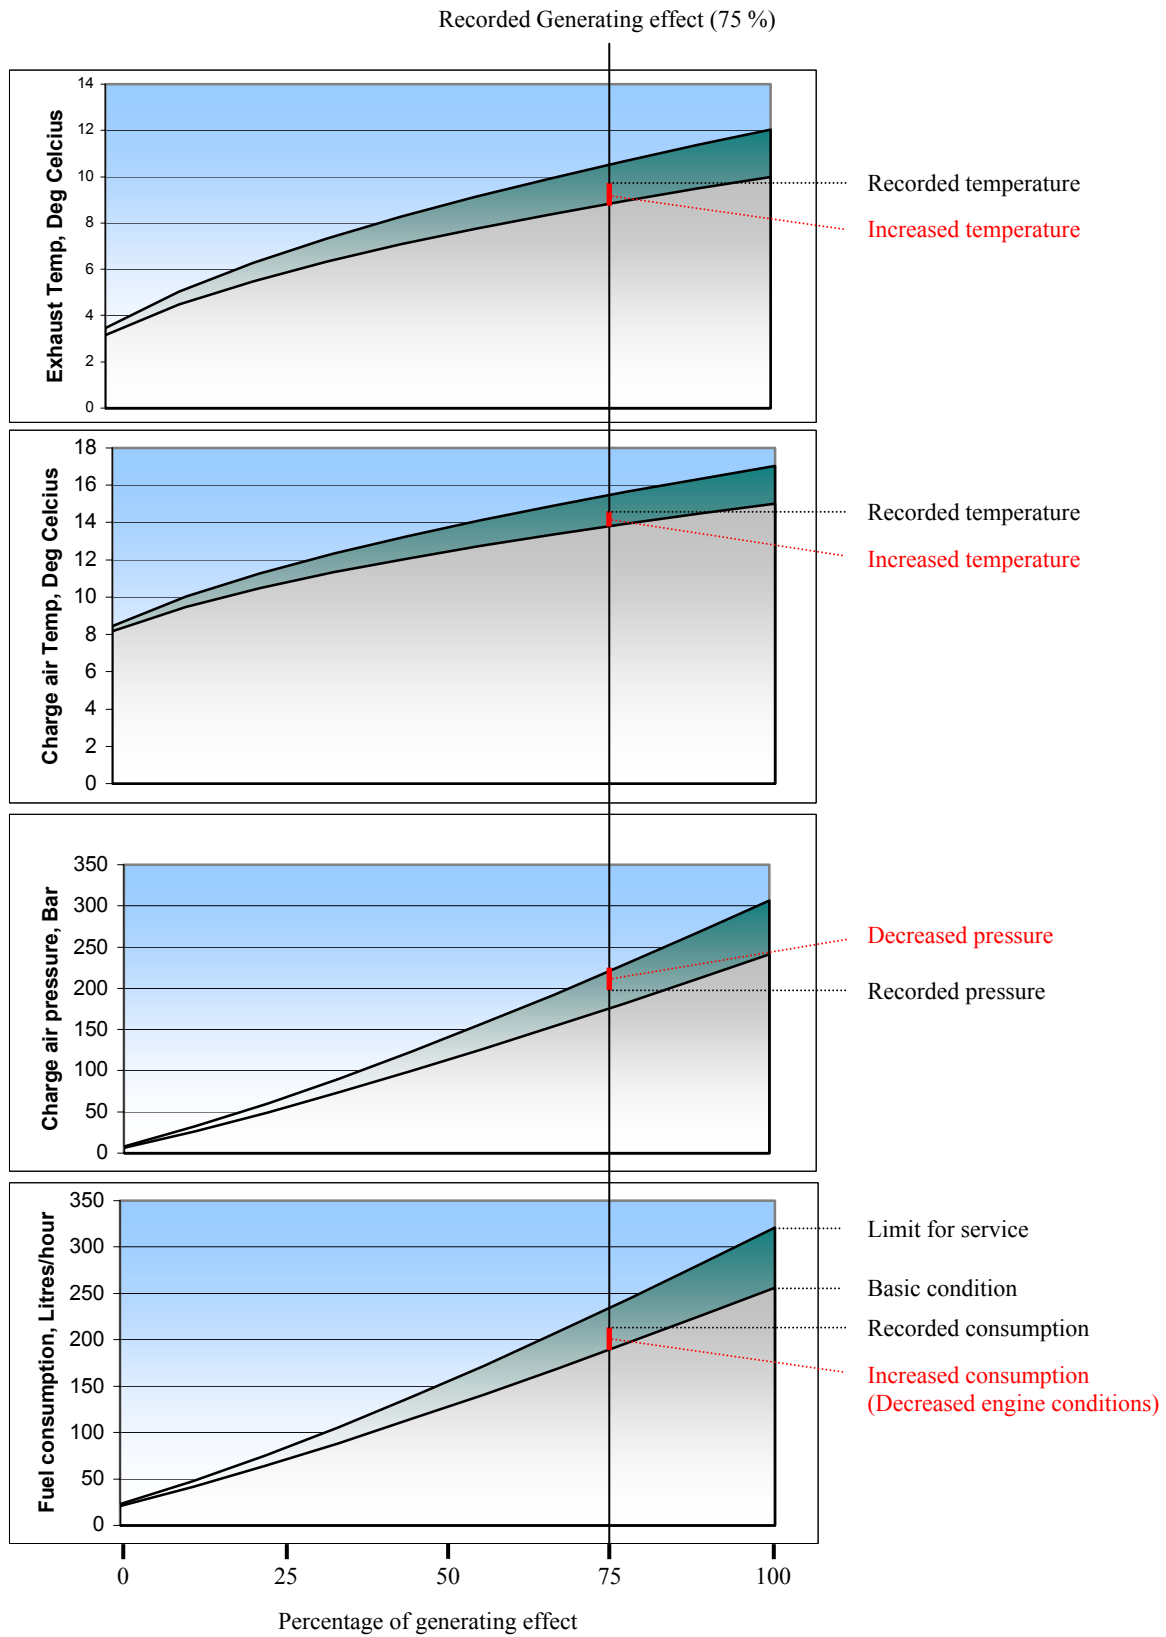 Recorded Generating effect (75 %)
Exhaust Temp, Deg Celcius
14
12
10
8
6
4
2
0
Recorded temperature
Increased temperature
Charge air Temp, Deg Celcius
18
16
14
12
10
8
6
4
2
0
Recorded temperature
Increased temperature
Charge air pressure, Bar
350
300
250
200
150
100
50
0
Decreased pressure
Recorded pressure
Fuel consumption, Litres/hour
350
300
250
200
150
100
50
0
Limit for service
Basic condition
Recorded consumption
Increased consumption
(Decreased engine conditions)
0 25 50 75 100
Percentage of generating effect